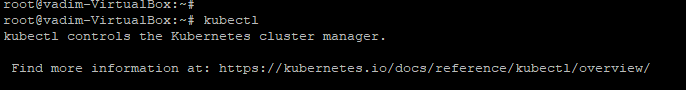 root@vadim-VirtualBox:~#
root@vadim-VirtualBox:~# kubectl
kubectl controls the Kubernetes cluster manager.
Find more information at: https://kubernetes.io/docs/reference/kubectl/overview/